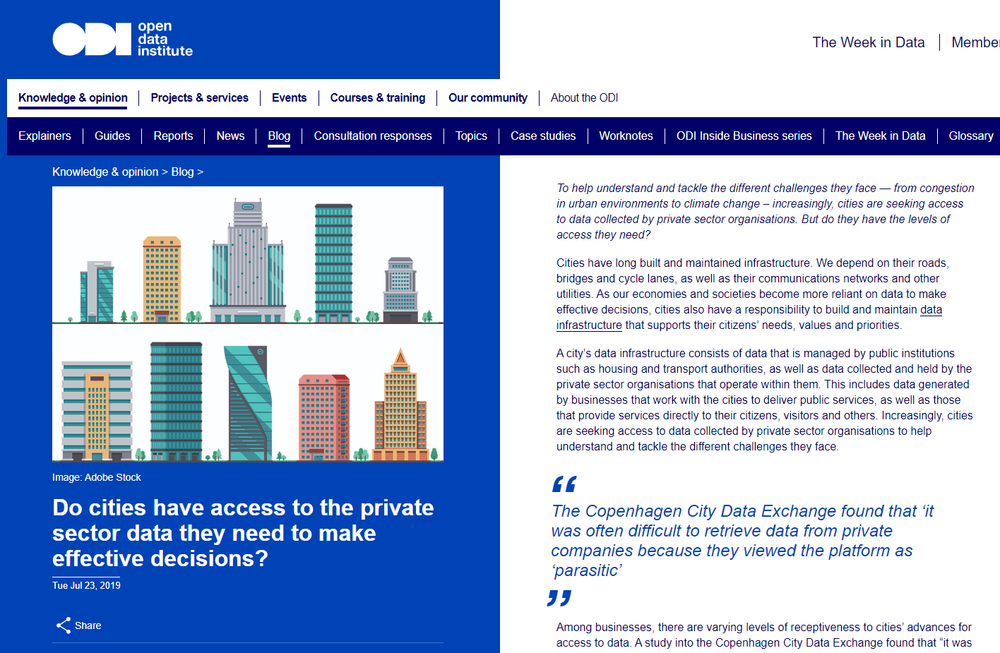 open
data
institute
ODI
The Week in Data
Member
Knowledge & opinion
Projects & services
Events
Courses & training
Our community
About the ODI
Explainers
Guides
Reports
News
Blog
Consultation responses
Topics
Case studies
Worknotes
ODI Inside Business series
The Week in Data
Glossary
Knowledge & opinion > Blog >
Image: Adobe Stock
Do cities have access to the private
sector data they need to make
effective decisions?
Tue Jul 23, 2019
Share
To help understand and tackle the different challenges they face — from congestion
in urban environments to climate change – increasingly, cities are seeking access
to data collected by private sector organisations. But do they have the levels of
access they need?
Cities have long built and maintained infrastructure. We depend on their roads,
bridges and cycle lanes, as well as their communications networks and other
utilities. As our economies and societies become more reliant on data to make
effective decisions, cities also have a responsibility to build and maintain data
infrastructure that supports their citizens’ needs, values and priorities.
A city’s data infrastructure consists of data that is managed by public institutions
such as housing and transport authorities, as well as data collected and held by the
private sector organisations that operate within them. This includes data generated
by businesses that work with the cities to deliver public services, as well as those
that provide services directly to their citizens, visitors and others. Increasingly, cities
are seeking access to data collected by private sector organisations to help
understand and tackle the different challenges they face.
“
The Copenhagen City Data Exchange found that ‘it
was often difficult to retrieve data from private
companies because they viewed the platform as
‘parasitic’
”
Among businesses, there are varying levels of receptiveness to cities’ advances for
access to data. A study into the Copenhagen City Data Exchange found that “it was